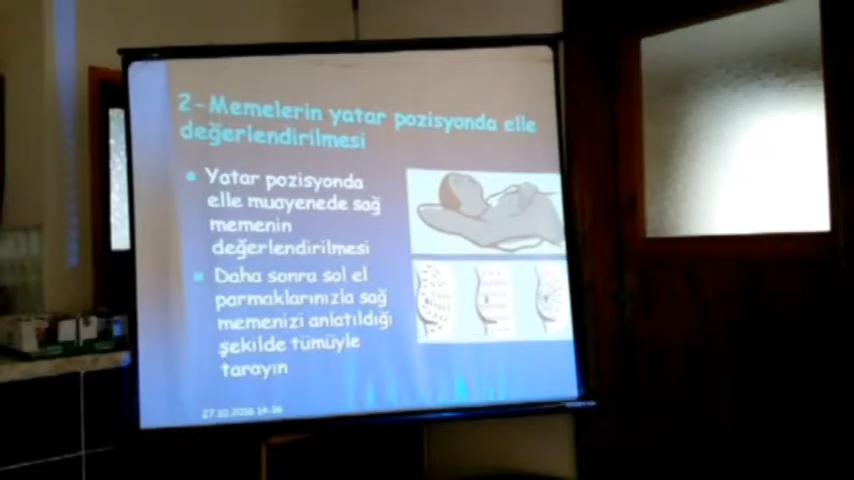 2-Memelerin yatar pozisyonda elle
değerlendirilmesi
Yatar pozisyonda
elle muayenede sağ
memenin
değerlendirilmesi
Daha sonra sol el
parmaklarınızla sağ
memenizi anlatıldığı
şekilde tümüyle
tarayın
27.10.2016 14:36